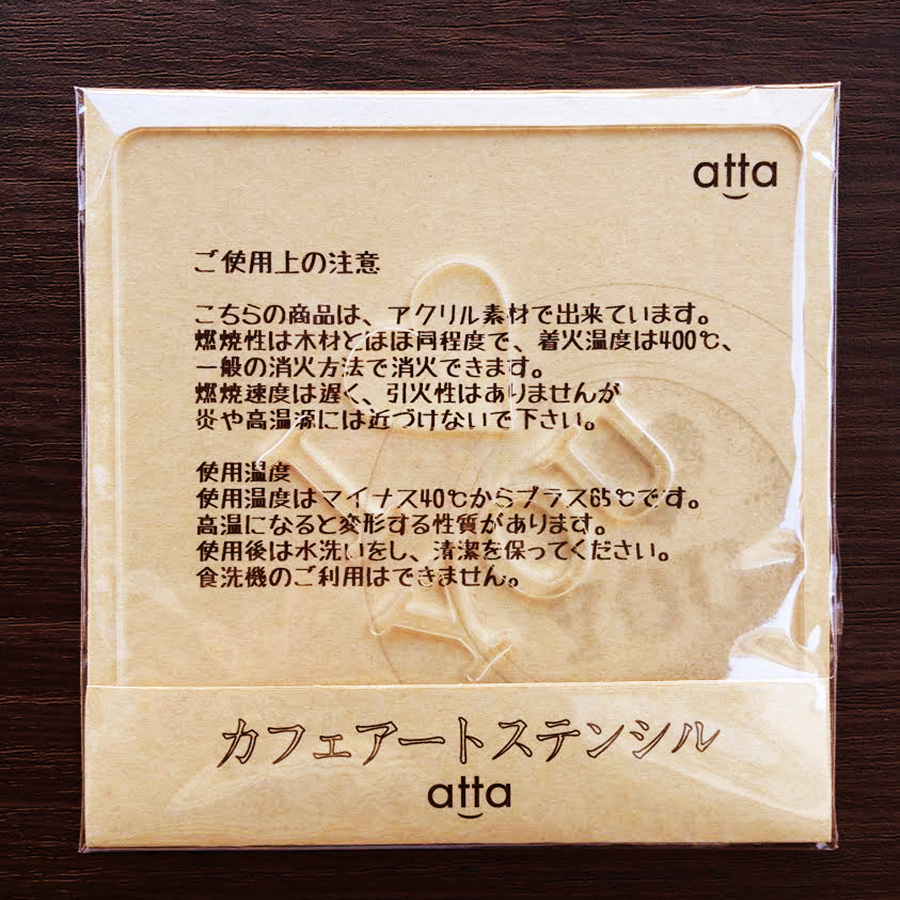 atta
ご使用上の注意
こちらの商品は、アクリル素材で出来ています。
燃焼性は木材とほぼ同程度で、着火温度は400℃、
一般の消火方法で消火できます。
燃焼速度は遅く、引火性はありませんが
炎や高温源には近づけないで下さい。
使用温度
使用温度はマイナス40℃からプラス65℃です。
高温になると変形する性質があります。
使用後は水洗いをし、清潔を保ってください。
食洗機のご利用はできません。
カフェアートステンシル
atta